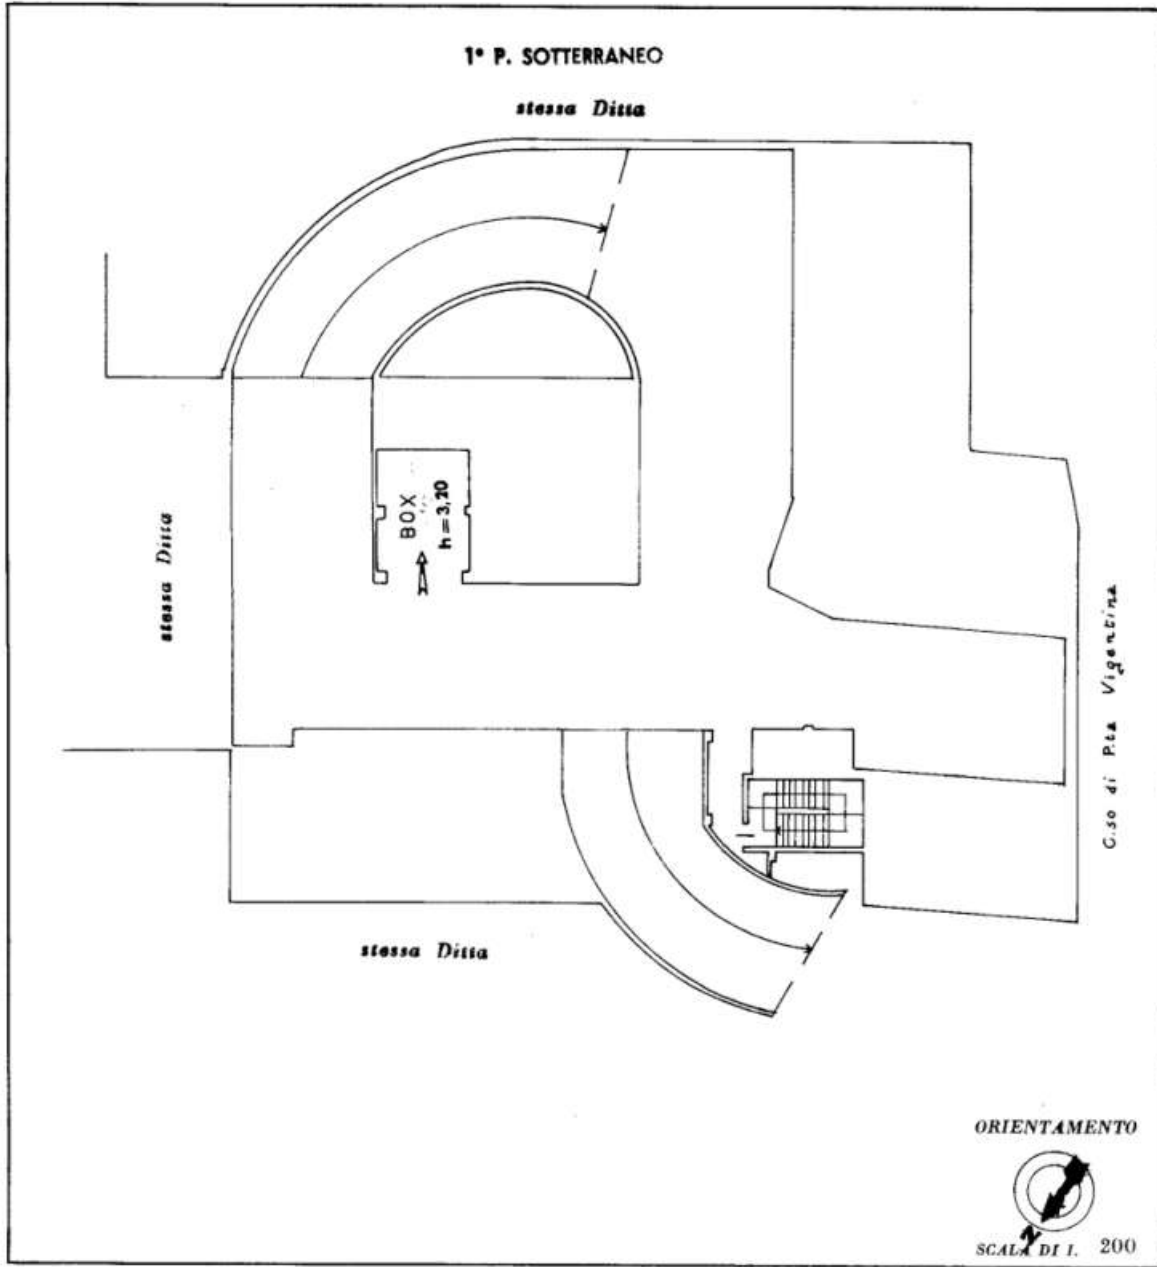 1° P. SOTTERRANEO
stessa Ditta
BOX
h=3,20
stessa Ditta
C.so di P.ta Vigentina
stessa Ditta
ORIENTAMENTO
N
SCALA DI I. 200